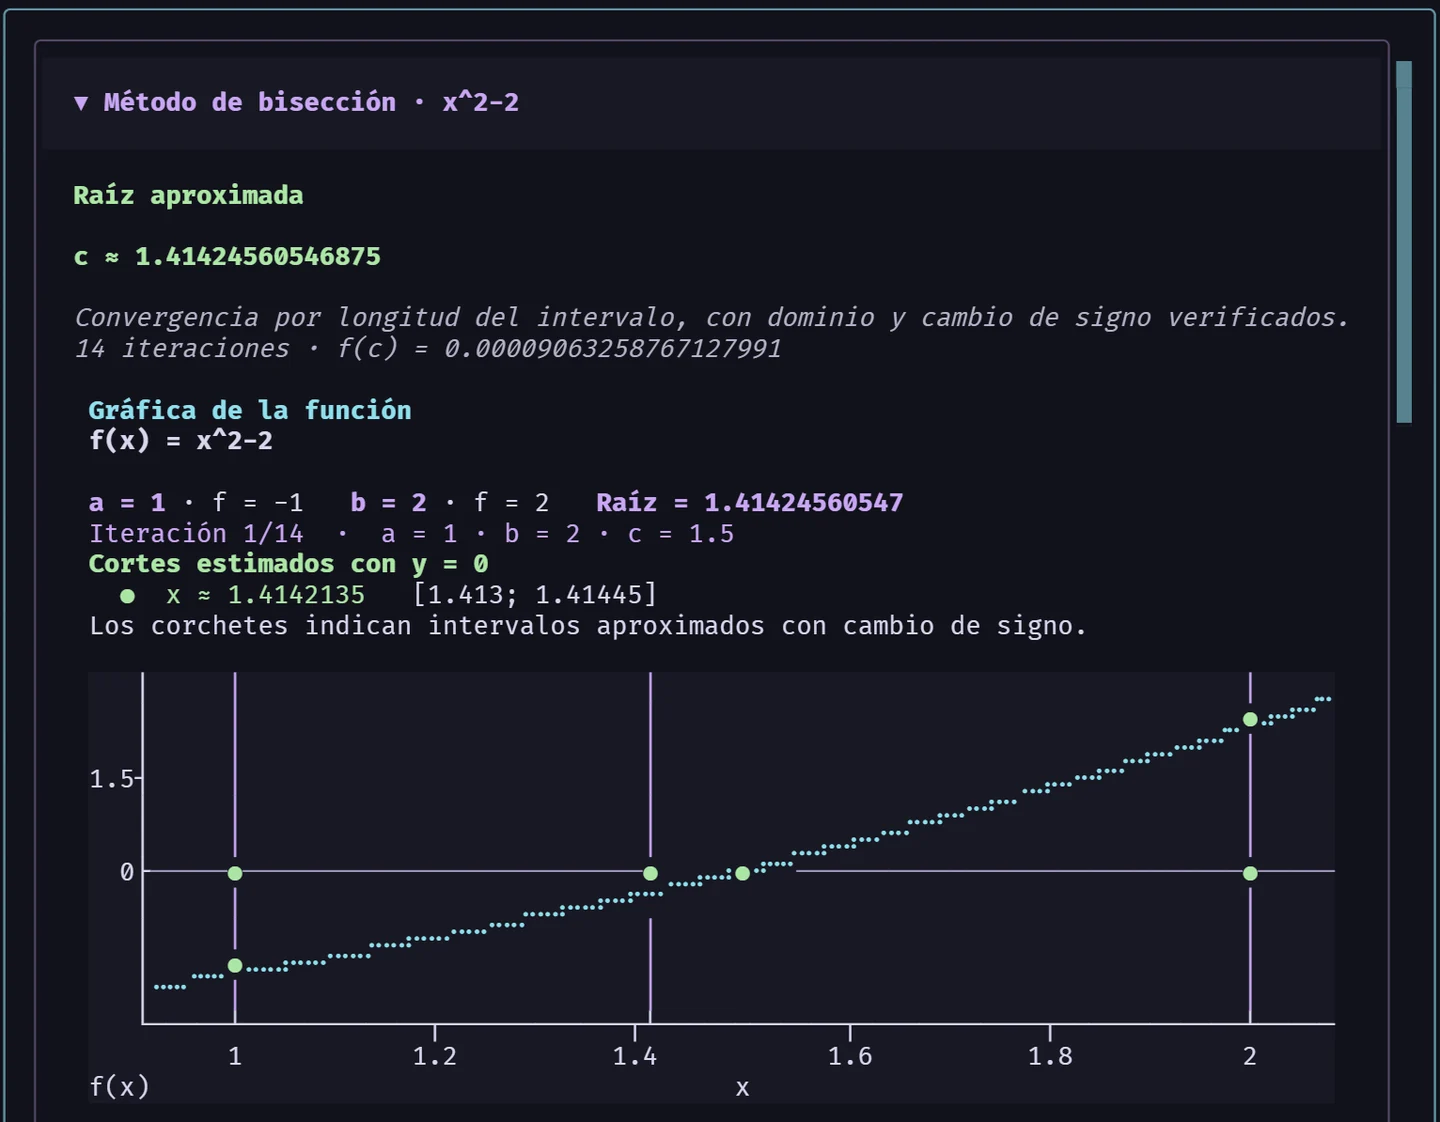 ▼ Método de bisección · x^2-2
Raíz aproximada
c ≈ 1.41424560546875
Convergencia por longitud del intervalo, con dominio y cambio de signo verificados.
14 iteraciones · f(c) = 0.00009063258767127991
Gráfica de la función
f(x) = x^2-2
a = 1 · f = -1   b = 2 · f = 2   Raíz = 1.41424560547
Iteración 1/14  ·  a = 1 · b = 2 · c = 1.5
Cortes estimados con y = 0
●  x ≈ 1.4142135   [1.413; 1.41445]
Los corchetes indican intervalos aproximados con cambio de signo.
1.5
0
1 1.2 1.4 1.6 1.8 2
f(x) x